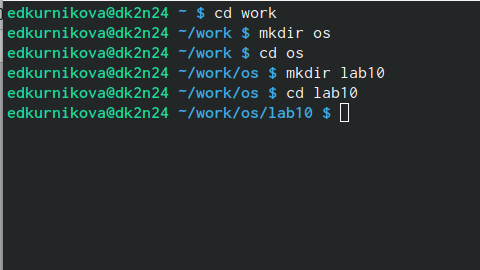 edkurnikova@dk2n24 ~ $ cd work
edkurnikova@dk2n24 ~/work $ mkdir os
edkurnikova@dk2n24 ~/work $ cd os
edkurnikova@dk2n24 ~/work/os $ mkdir lab10
edkurnikova@dk2n24 ~/work/os $ cd lab10
edkurnikova@dk2n24 ~/work/os/lab10 $